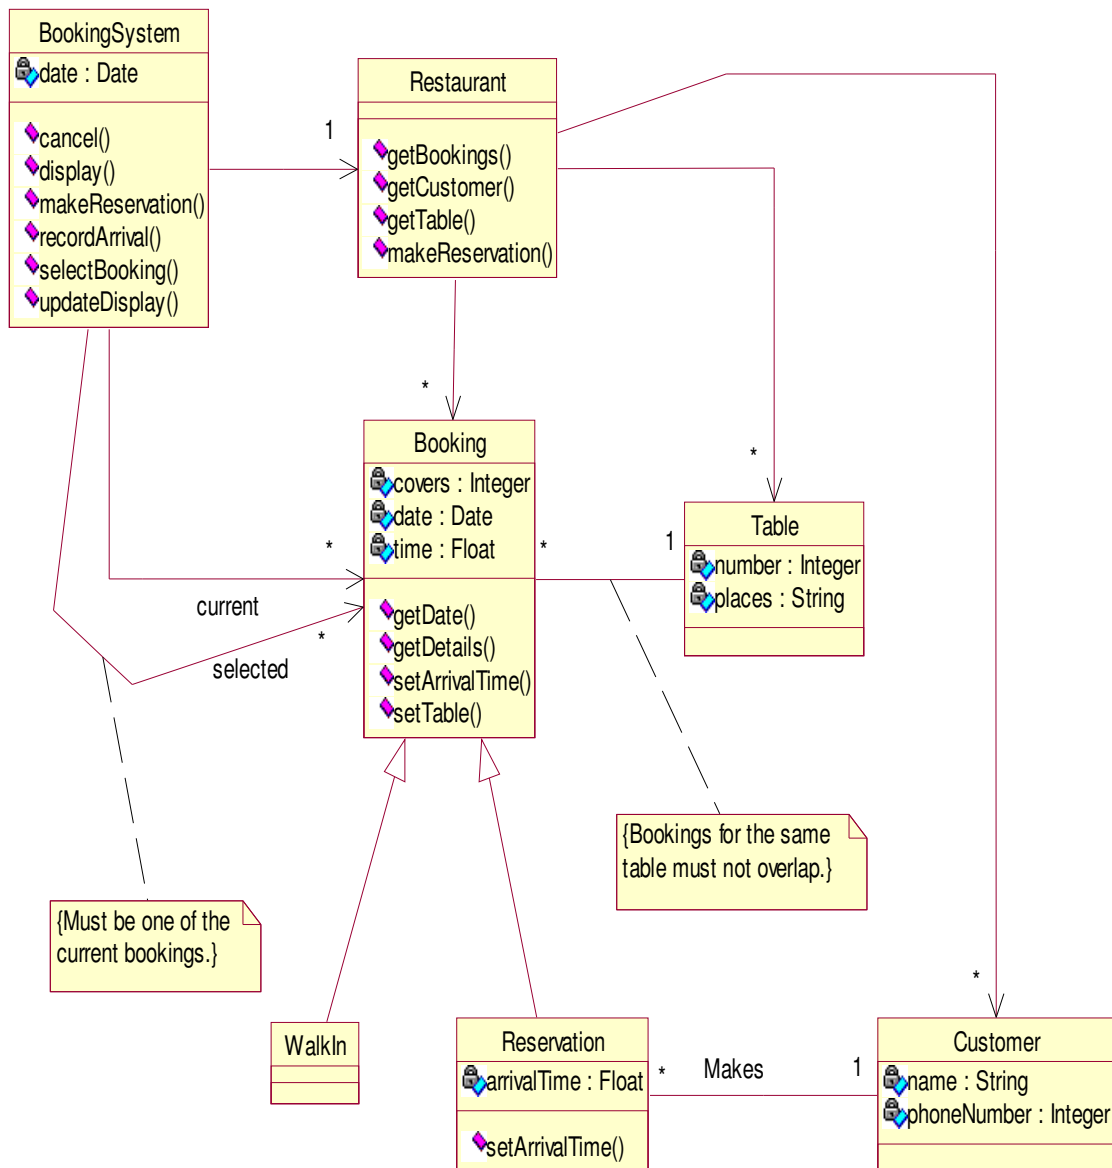 BookingSystem
date : Date
cancel()
display()
makeReservation()
recordArrival()
selectBooking()
updateDisplay()
1
Restaurant
getBookings()
getCustomer()
getTable()
makeReservation()
*
*
Booking
covers : Integer
date : Date
time : Float
getDate()
getDetails()
setArrivalTime()
setTable()
*
current
*
selected
*
1
Table
number : Integer
places : String
{Bookings for the same
table must not overlap.}
{Must be one of the
current bookings.}
*
WalkIn
Reservation
arrivalTime : Float
setArrivalTime()
*
Makes
1
Customer
name : String
phoneNumber : Integer